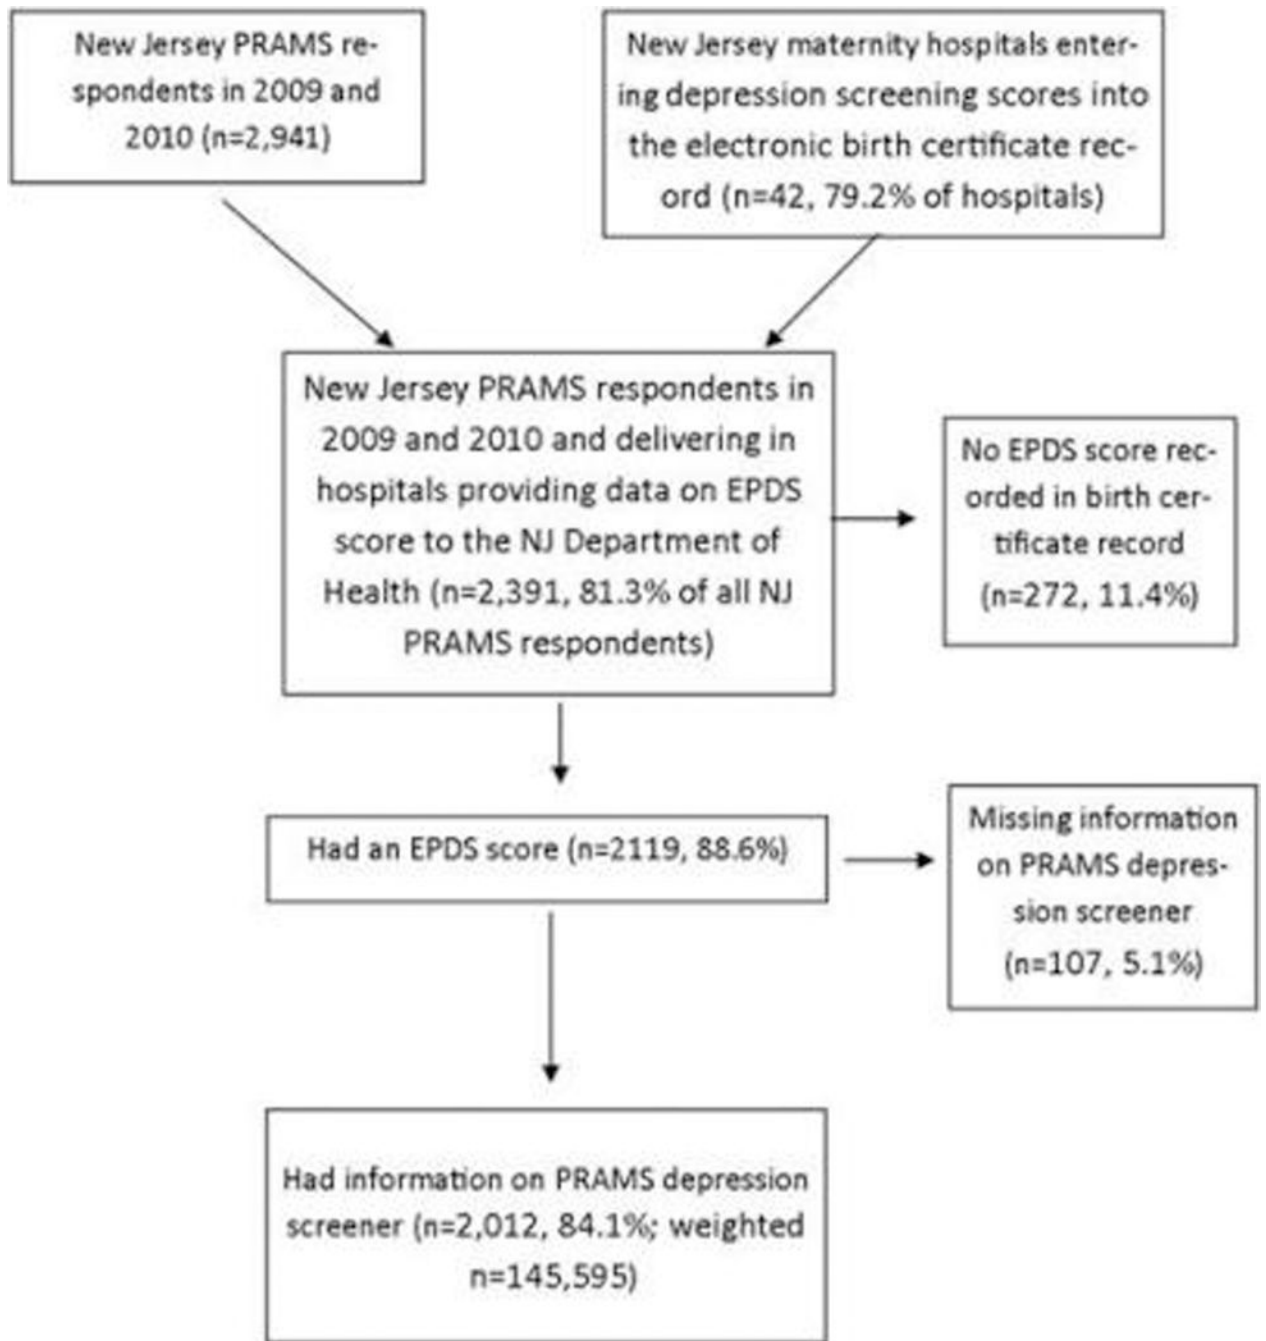 New Jersey PRAMS re-
spondents in 2009 and
2010 (n=2,941)
New Jersey maternity hospitals enter-
ing depression screening scores into
the electronic birth certificate rec-
ord (n=42, 79.2% of hospitals)
New Jersey PRAMS respondents in
2009 and 2010 and delivering in
hospitals providing data on EPDS
score to the NJ Department of
Health (n=2,391, 81.3% of all NJ
PRAMS respondents)
No EPDS score rec-
orded in birth cer-
tificate record
(n=272, 11.4%)
Had an EPDS score (n=2119, 88.6%)
Missing information
on PRAMS depres-
sion screener
(n=107, 5.1%)
Had information on PRAMS depression
screener (n=2,012, 84.1%; weighted
n=145,595)